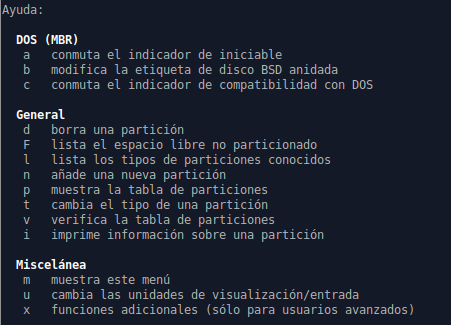 Ayuda:
DOS (MBR)
a conmuta el indicador de iniciable
b modifica la etiqueta de disco BSD anidada
c conmuta el indicador de compatibilidad con DOS
General
d borra una partición
F lista el espacio libre no particionado
l lista los tipos de particiones conocidos
n añade una nueva partición
p muestra la tabla de particiones
t cambia el tipo de una partición
v verifica la tabla de particiones
i imprime información sobre una partición
Miscelánea
m muestra este menú
u cambia las unidades de visualización/entrada
x funciones adicionales (sólo para usuarios avanzados)